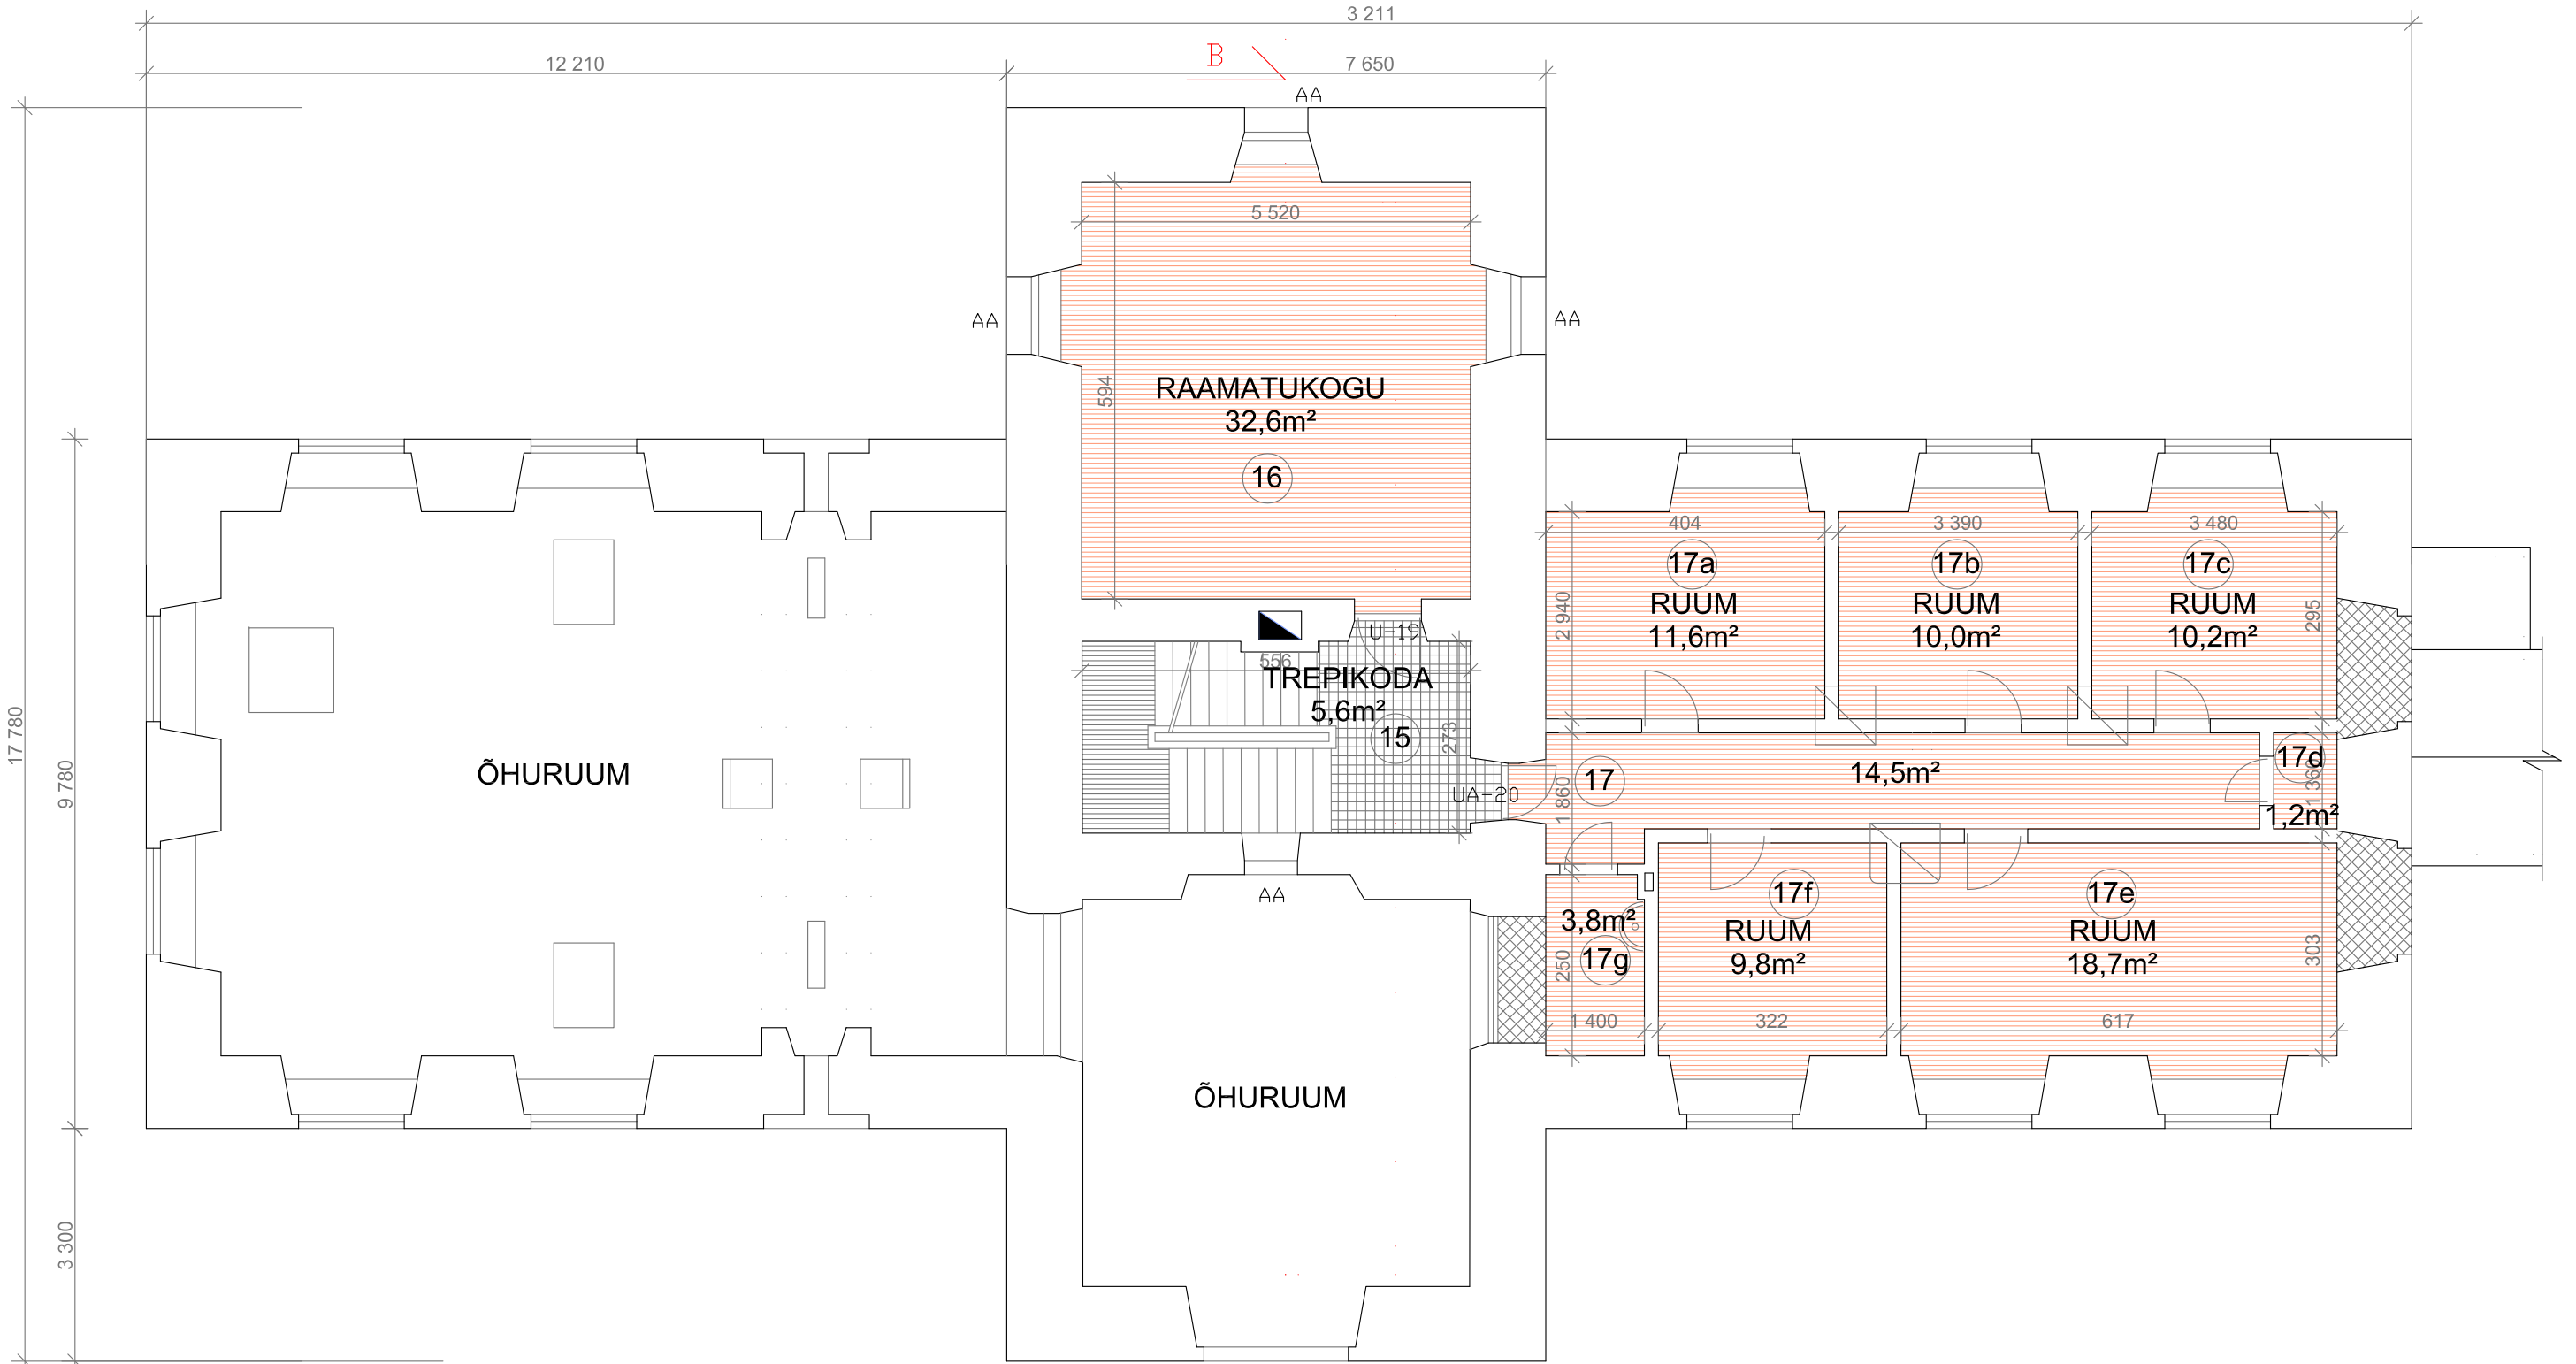 3 211
12 210
B
7 650
AA
5 520
AA
AA
594
RAAMATUKOGU
32,6m²
16
404
3 390
3 480
17a
17b
17c
RUUM
11,6m²
RUUM
10,0m²
RUUM
10,2m²
2 940
295
U-19
556
TREPIKODA
5,6m²
15
273
17 780
9 780
ÕHURUUM
UA-20
17
1 860
14,5m²
17d
1 360
1,2m²
AA
3,8m²
17g
250
17f
RUUM
9,8m²
17e
RUUM
18,7m²
303
1 400
322
617
ÕHURUUM
3 300